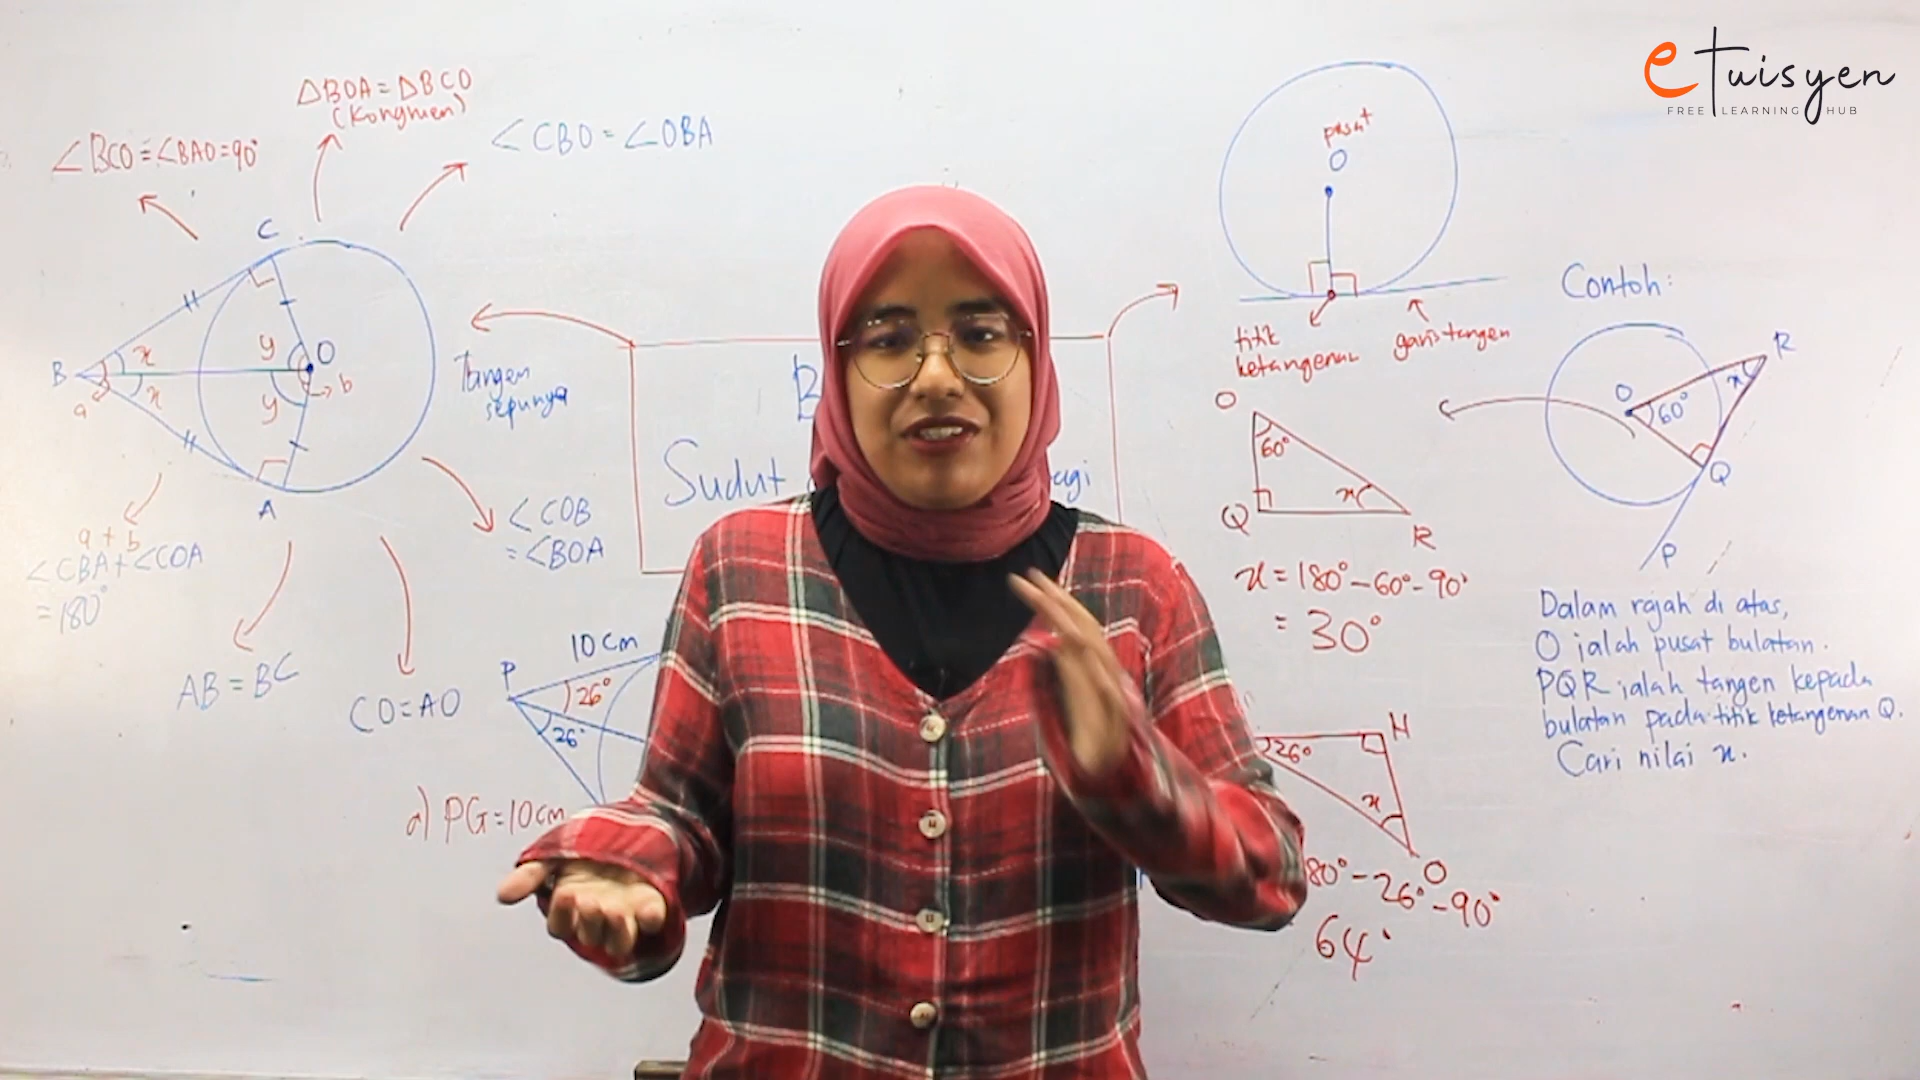 eTuisyen
FREE LEARNING HUB
△BOA = △BCO
(kongruen)
∠BCO = ∠BAO = 90°
∠CBO = ∠OBA
C
B
x
x
a
y
y
O
b
A
Tangen
sepunya
a + b
∠CBA + ∠COA
= 180°
AB = BC
CO = AO
∠COB
= ∠BOA
B
Sudut
P
10 cm
26°
26°
a) PG = 10 cm
pusat
O
titik
ketangenan
garis tangen
O
60°
Q
x
R
x = 180° - 60° - 90°
= 30°
26°
H
x
O
80° - 26° - 90°
64°
Contoh:
O
60°
x
R
Q
P
Dalam rajah di atas,
O ialah pusat bulatan.
PQR ialah tangen kepada
bulatan pada titik ketangenan Q.
Cari nilai x.